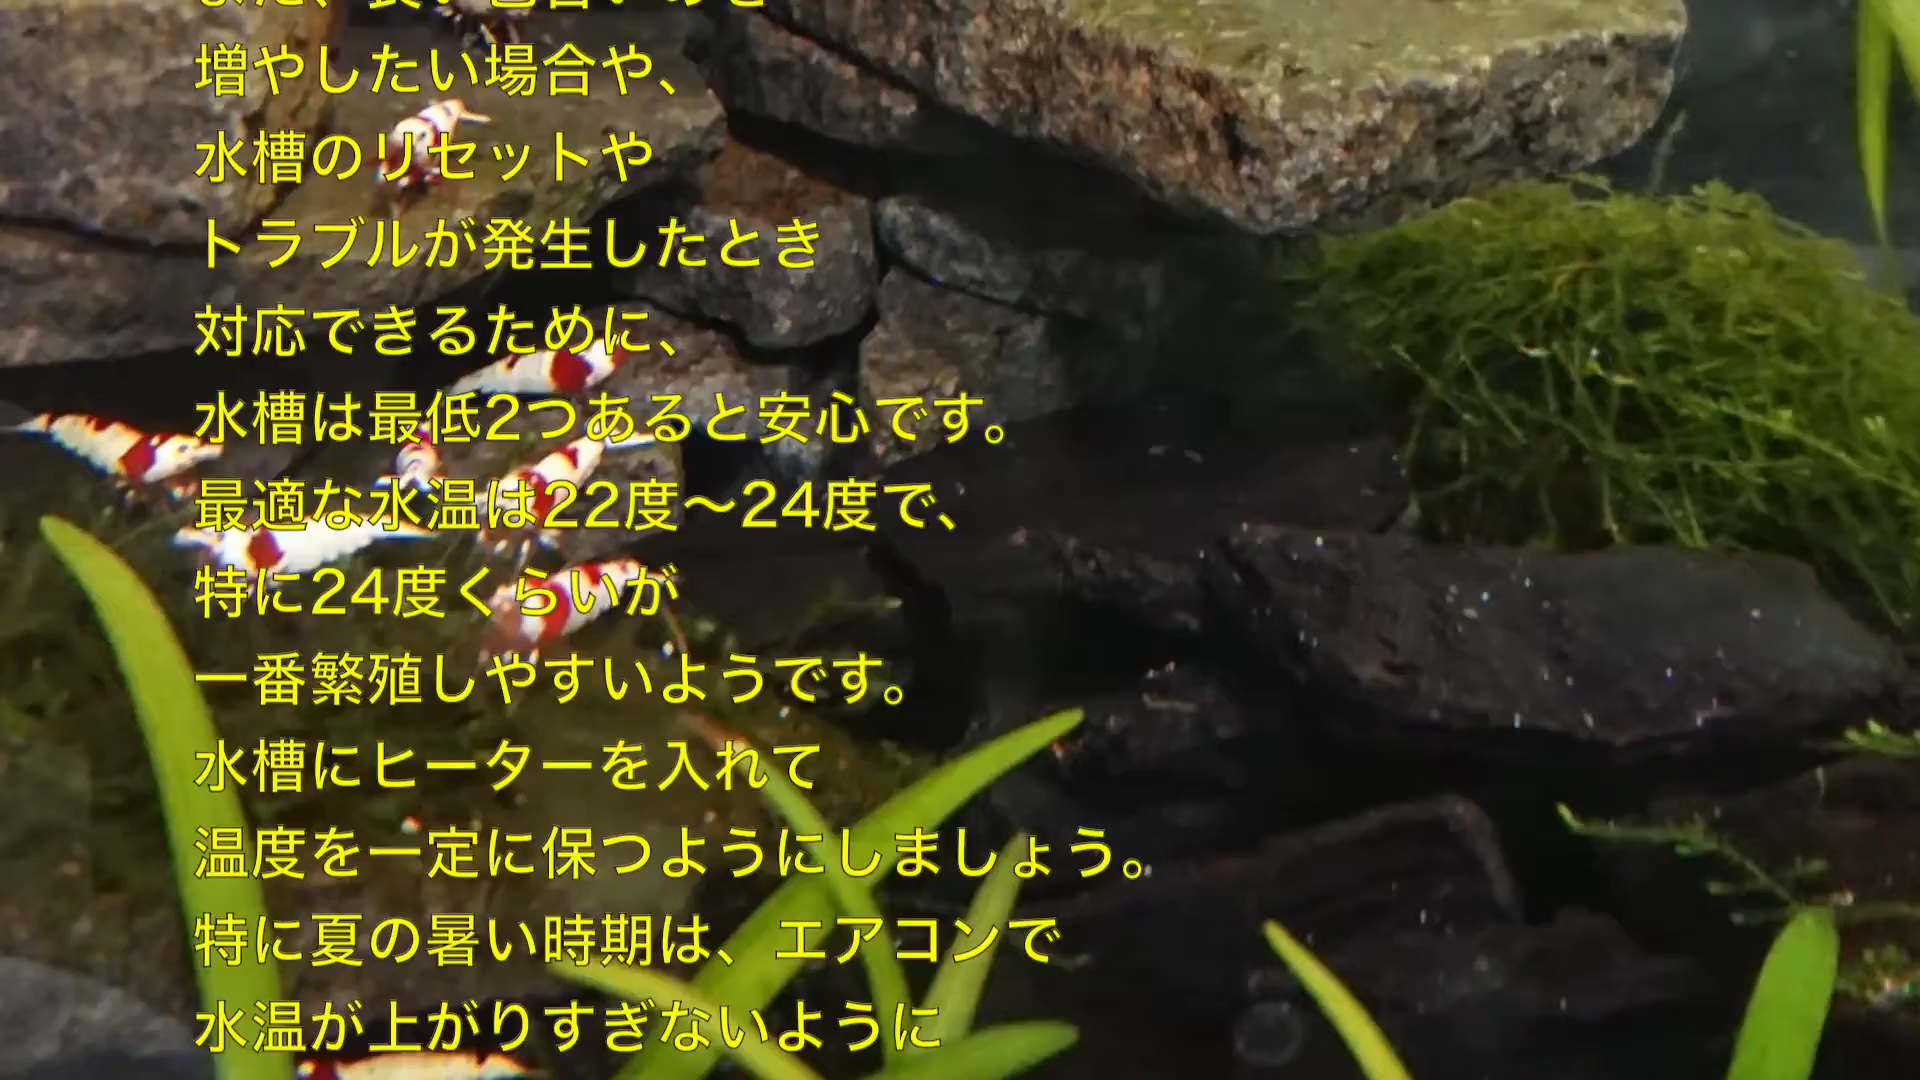 増やしたい場合や、
水槽のリセットや
トラブルが発生したとき
対応できるために、
水槽は最低2つあると安心です。
最適な水温は22度〜24度で、
特に24度くらいが
一番繁殖しやすいようです。
水槽にヒーターを入れて
温度を一定に保つようにしましょう。
特に夏の暑い時期は、エアコンで
水温が上がりすぎないように